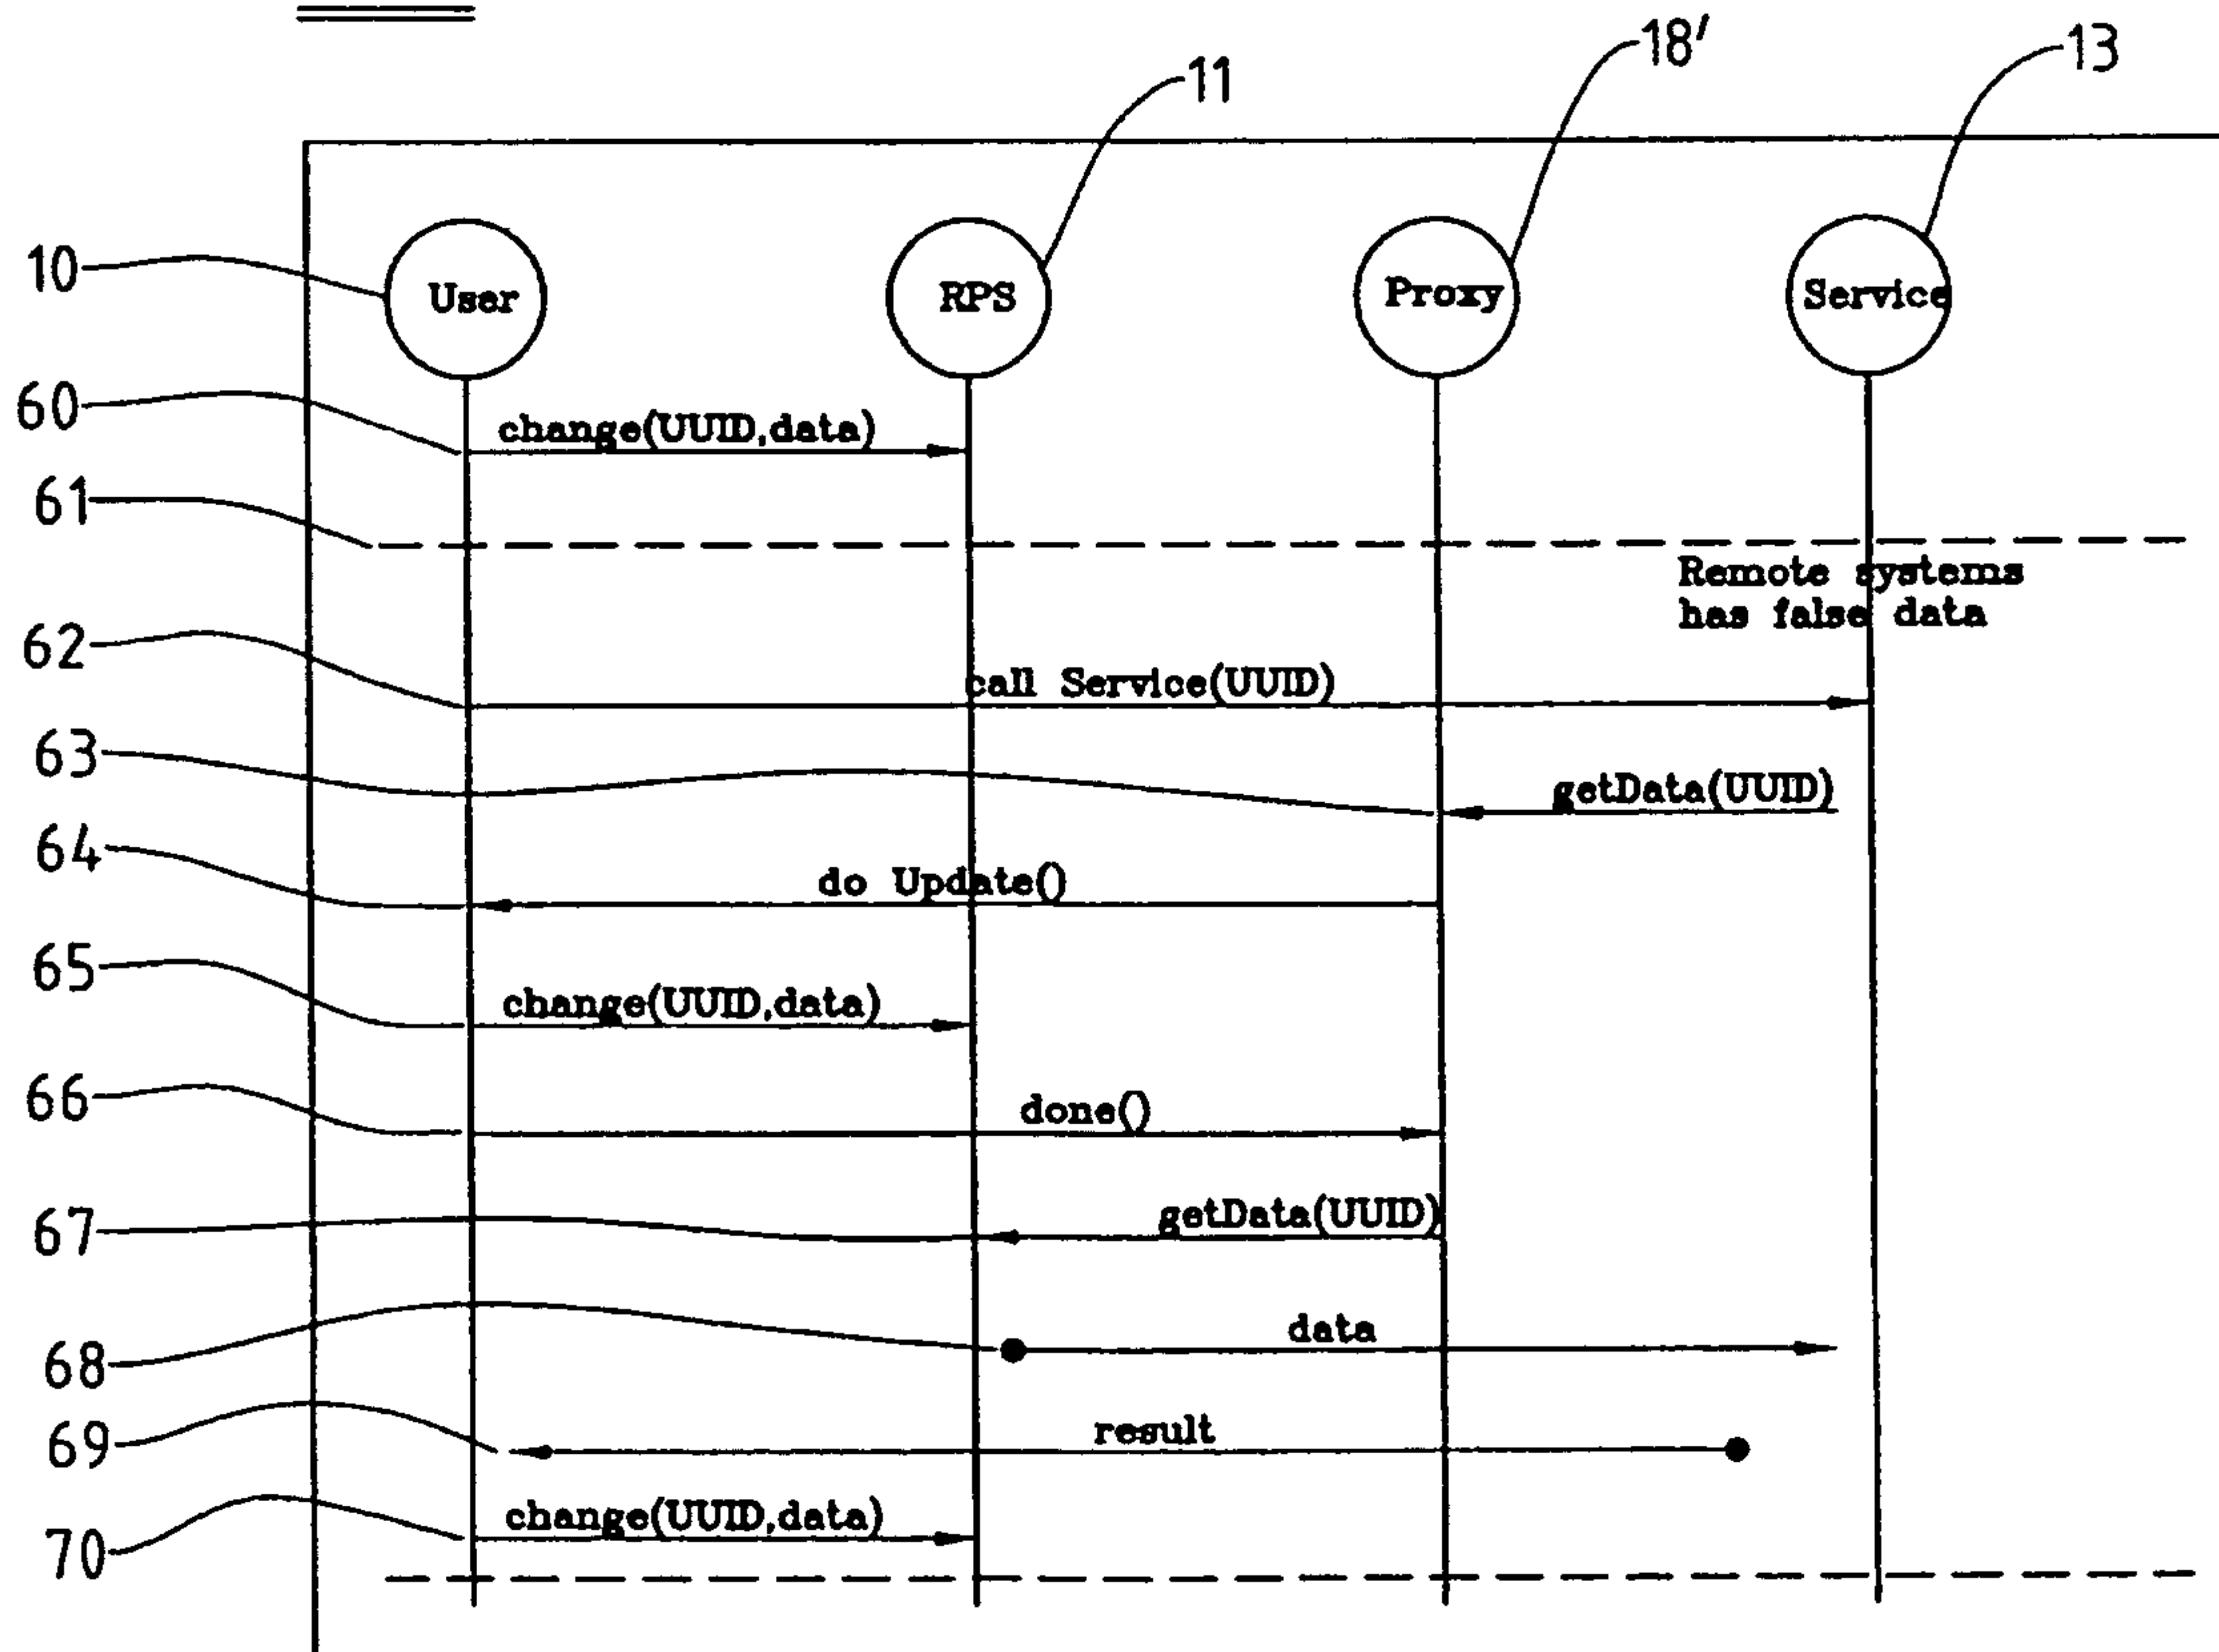 11
18'
13
10
User
RPS
Proxy
Service
60
change(UUID,data)
61
Remote systems
has false data
62
call Service(UUID)
63
getData(UUID)
64
do Update()
65
change(UUID,data)
66
done()
67
getData(UUID)
68
data
69
result
70
change(UUID,data)